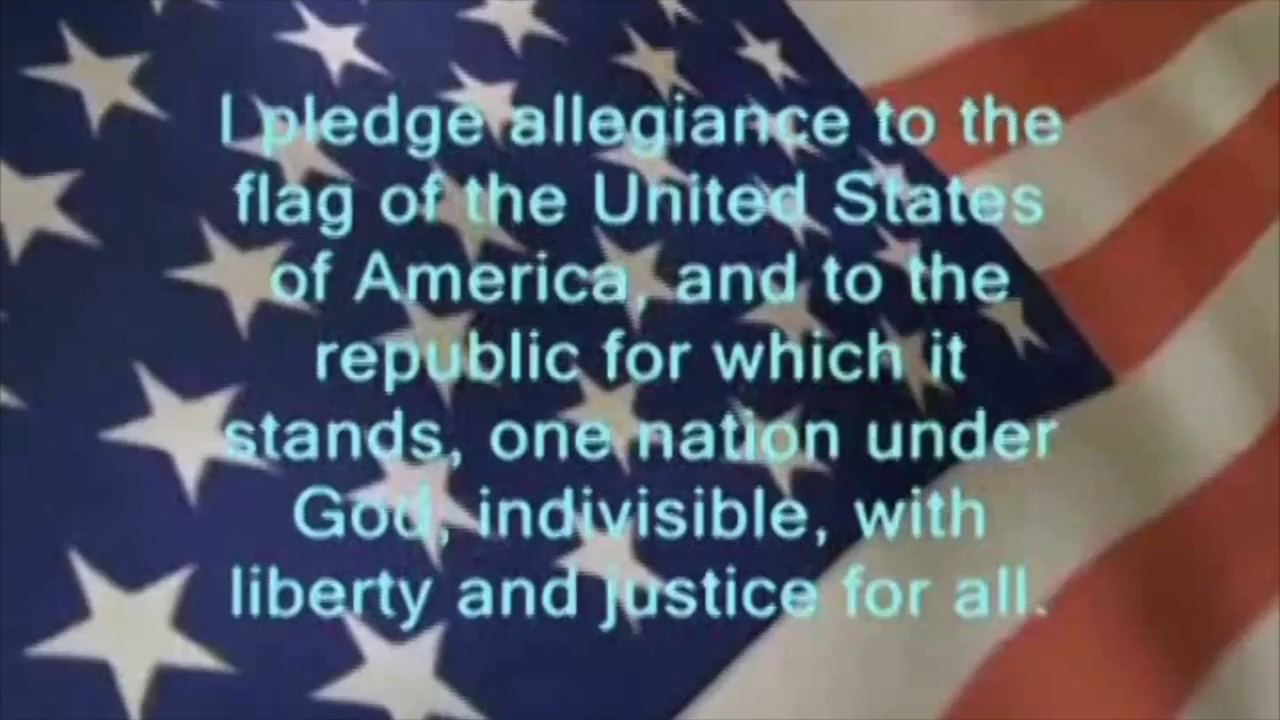 I pledge allegiance to the
flag of the United States
of America, and to the
republic for which it
stands, one nation under
God, indivisible, with
liberty and justice for all.